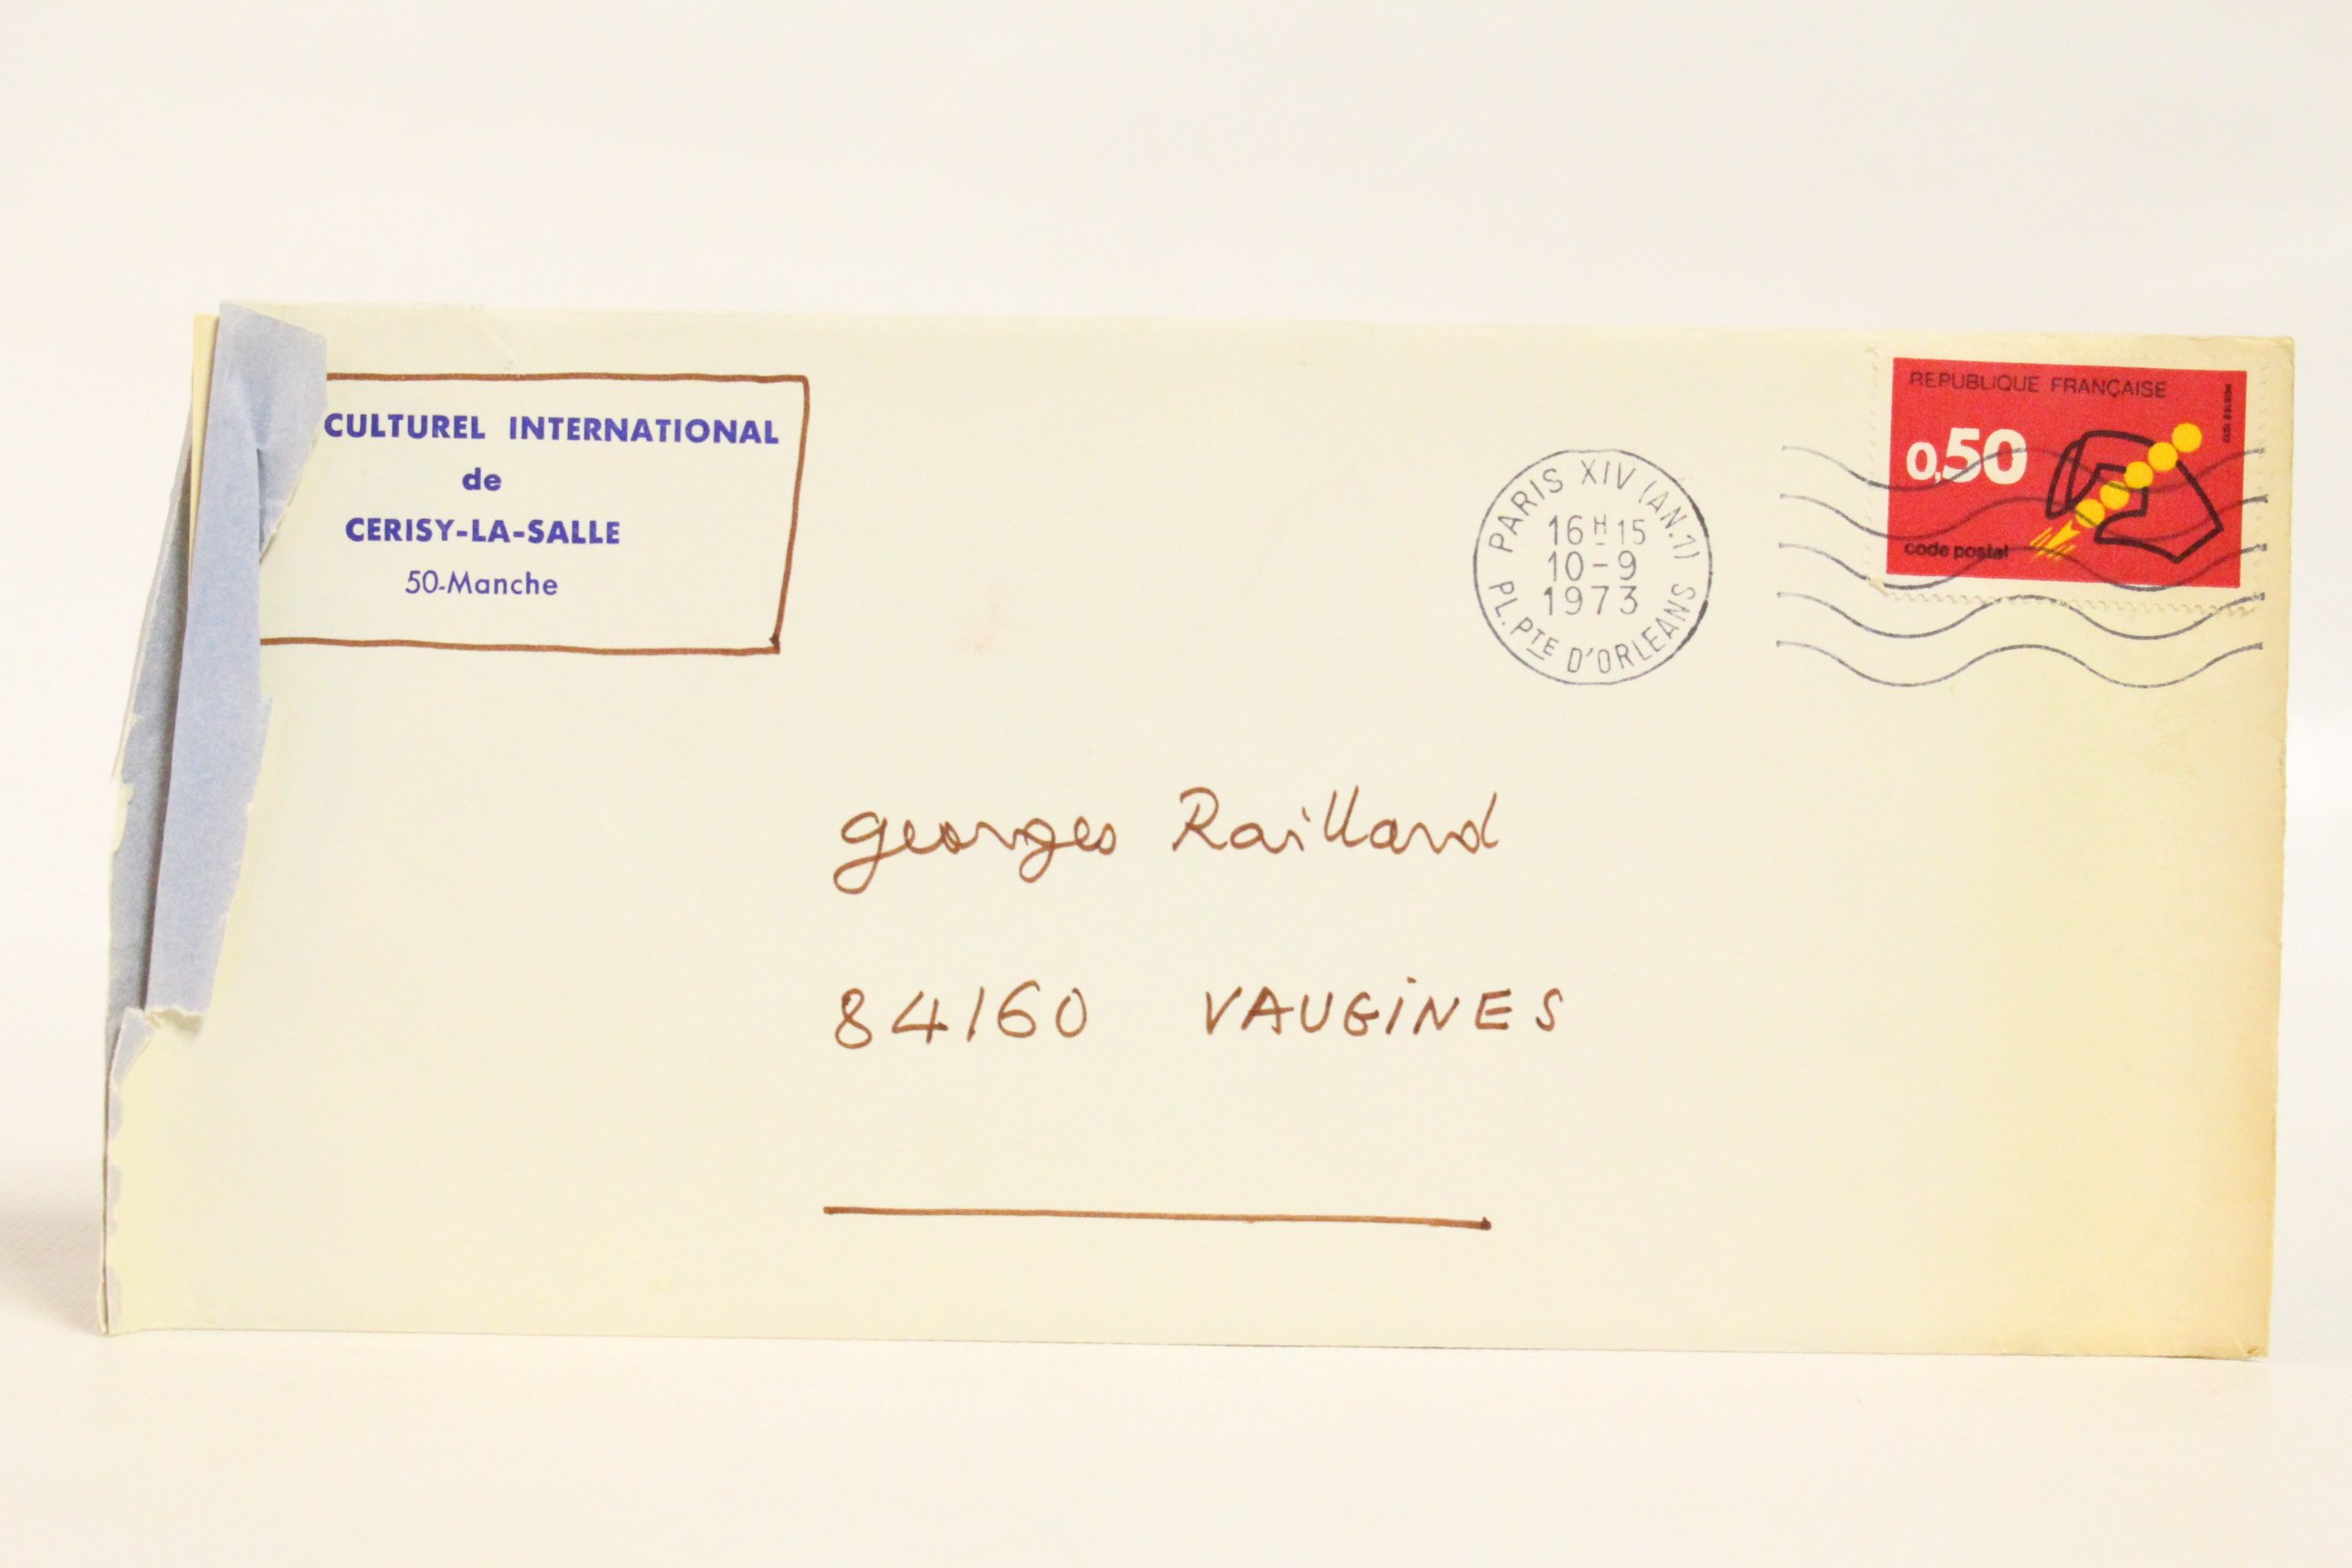 CULTUREL INTERNATIONAL
de
CERISY-LA-SALLE
50-Manche
REPUBLIQUE FRANÇAISE
0,50
code postal
PARIS XIV (AN.1)
16H15
10-9
1973
PL. PTE D'ORLEANS
georges Raillard
84160 VAUGINES